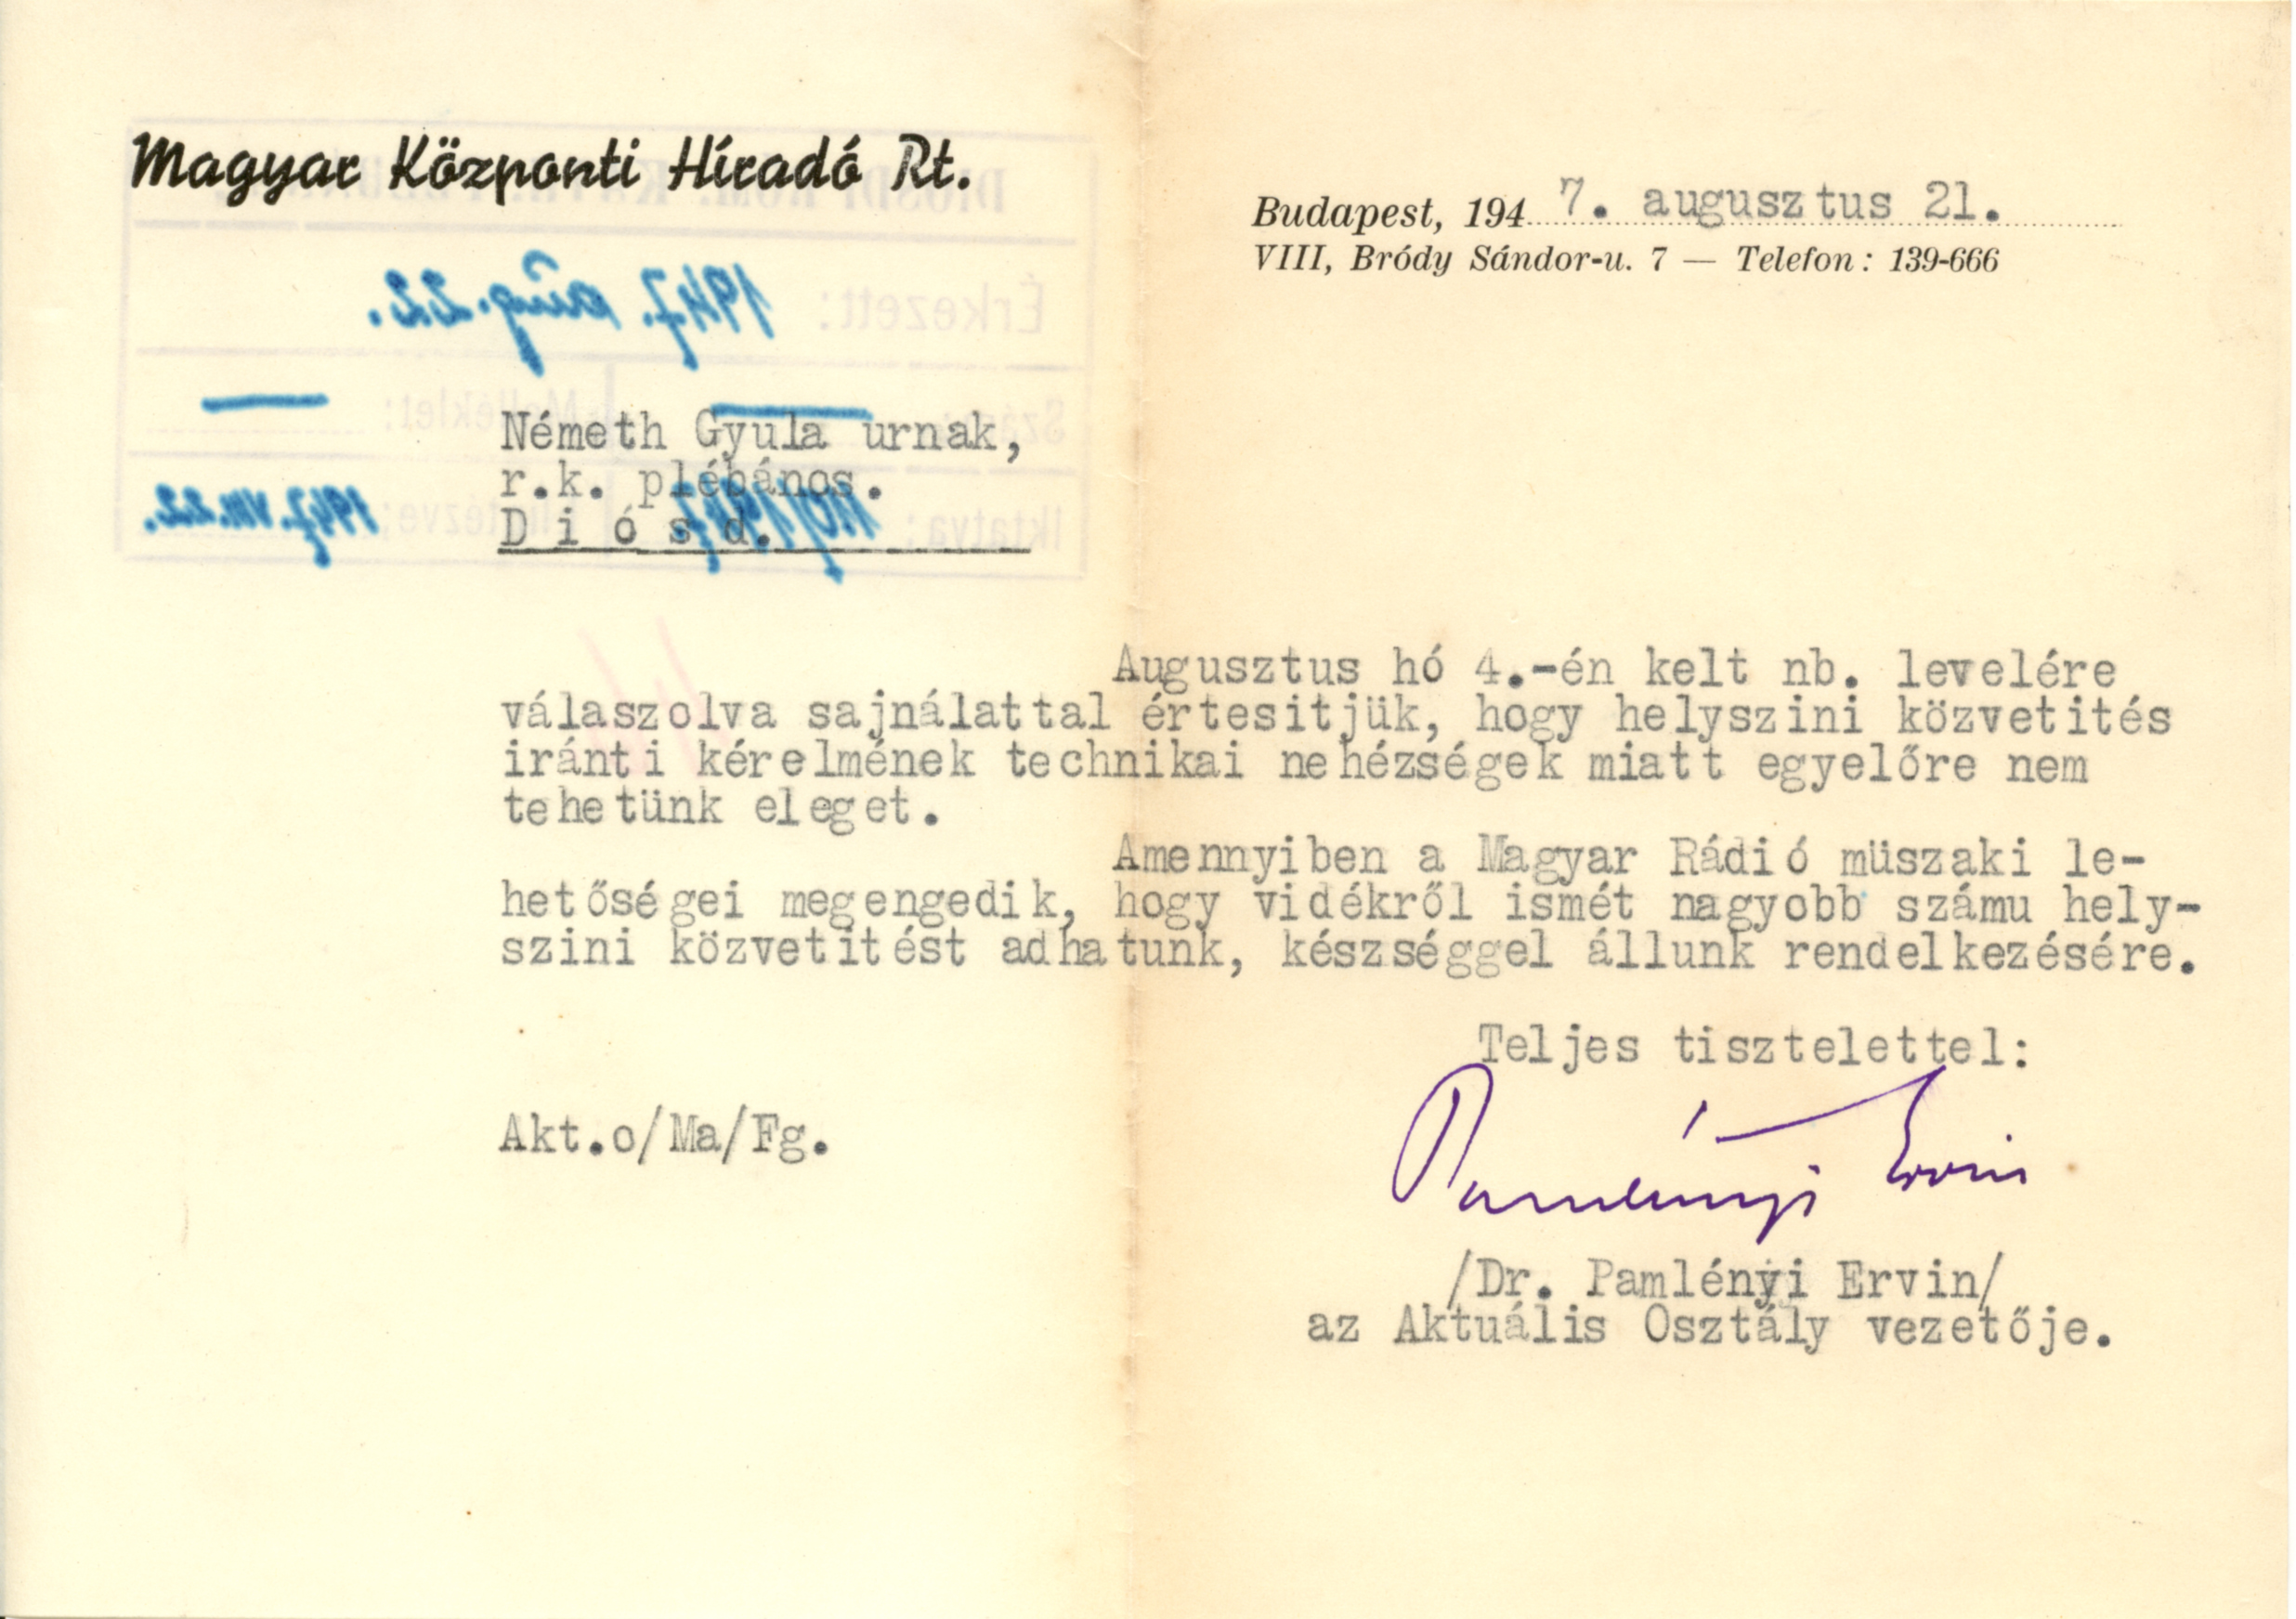 Magyar Központi Híradó Rt.
Budapest, 1947. augusztus 21.
VIII, Bródy Sándor-u. 7 — Telefon: 139-666
Érkezett: 1947. aug. 22.
Melléklet:
Iktatva: 110/1947.
1947. VIII. 22.
Németh Gyula urnak,
r.k. plébános.
D i ó s d.
Augusztus hó 4.-én kelt nb. levelére
válaszolva sajnálattal értesitjük, hogy helyszini közvetités
iránti kérelmének technikai nehézségek miatt egyelőre nem
tehetünk eleget.
Amennyiben a Magyar Rádió müszaki le-
hetőségei megengedik, hogy vidékről ismét nagyobb számu hely-
szini közvetitést adhatunk, készséggel állunk rendelkezésére.
Teljes tisztelettel:
Pamlényi Ervin
Akt.o/Ma/Fg.
/Dr. Pamlényi Ervin/
az Aktuális Osztály vezetője.